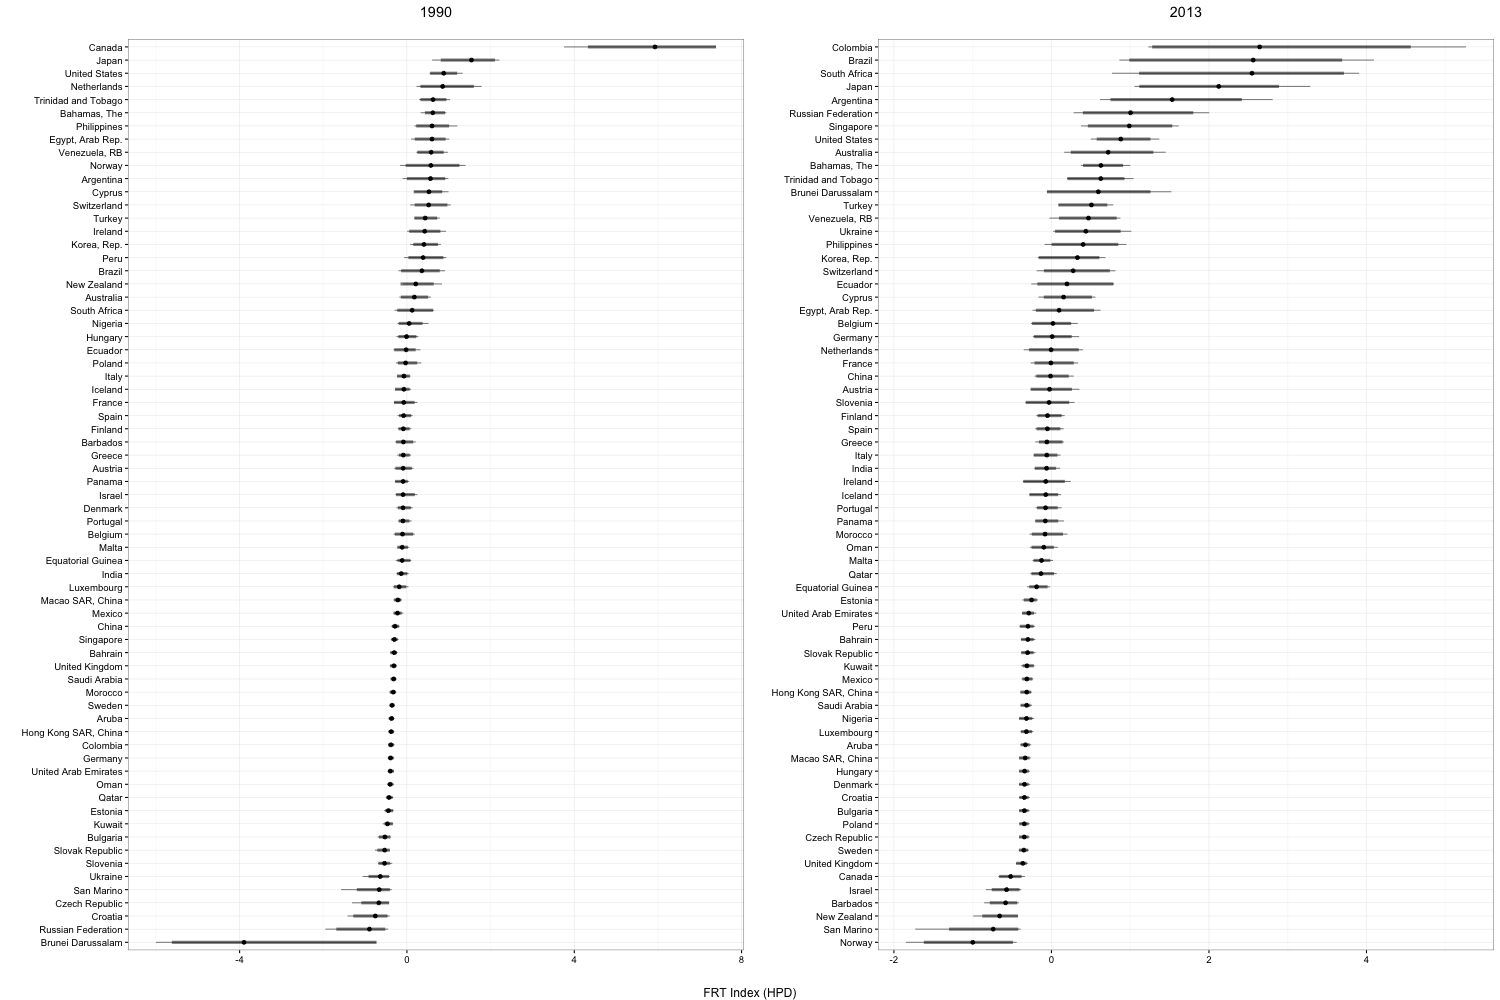 1990
Canada
Japan
United States
Netherlands
Trinidad and Tobago
Bahamas, The
Philippines
Egypt, Arab Rep.
Venezuela, RB
Norway
Argentina
Cyprus
Switzerland
Turkey
Ireland
Korea, Rep.
Peru
Brazil
New Zealand
Australia
South Africa
Nigeria
Hungary
Ecuador
Poland
Italy
Iceland
France
Spain
Finland
Barbados
Greece
Austria
Panama
Israel
Denmark
Portugal
Belgium
Malta
Equatorial Guinea
India
Luxembourg
Macao SAR, China
Mexico
China
Singapore
Bahrain
United Kingdom
Saudi Arabia
Morocco
Sweden
Aruba
Hong Kong SAR, China
Colombia
Germany
United Arab Emirates
Oman
Qatar
Estonia
Kuwait
Bulgaria
Slovak Republic
Slovenia
Ukraine
San Marino
Czech Republic
Croatia
Russian Federation
Brunei Darussalam
-4 0 4 8
2013
Colombia
Brazil
South Africa
Japan
Argentina
Russian Federation
Singapore
United States
Australia
Bahamas, The
Trinidad and Tobago
Brunei Darussalam
Turkey
Venezuela, RB
Ukraine
Philippines
Korea, Rep.
Switzerland
Ecuador
Cyprus
Egypt, Arab Rep.
Belgium
Germany
Netherlands
France
China
Austria
Slovenia
Finland
Spain
Greece
Italy
India
Ireland
Iceland
Portugal
Panama
Morocco
Oman
Malta
Qatar
Equatorial Guinea
Estonia
United Arab Emirates
Peru
Bahrain
Slovak Republic
Kuwait
Mexico
Hong Kong SAR, China
Saudi Arabia
Nigeria
Luxembourg
Aruba
Macao SAR, China
Hungary
Denmark
Croatia
Bulgaria
Poland
Czech Republic
Sweden
United Kingdom
Canada
Israel
Barbados
New Zealand
San Marino
Norway
-2 0 2 4
FRT Index (HPD)